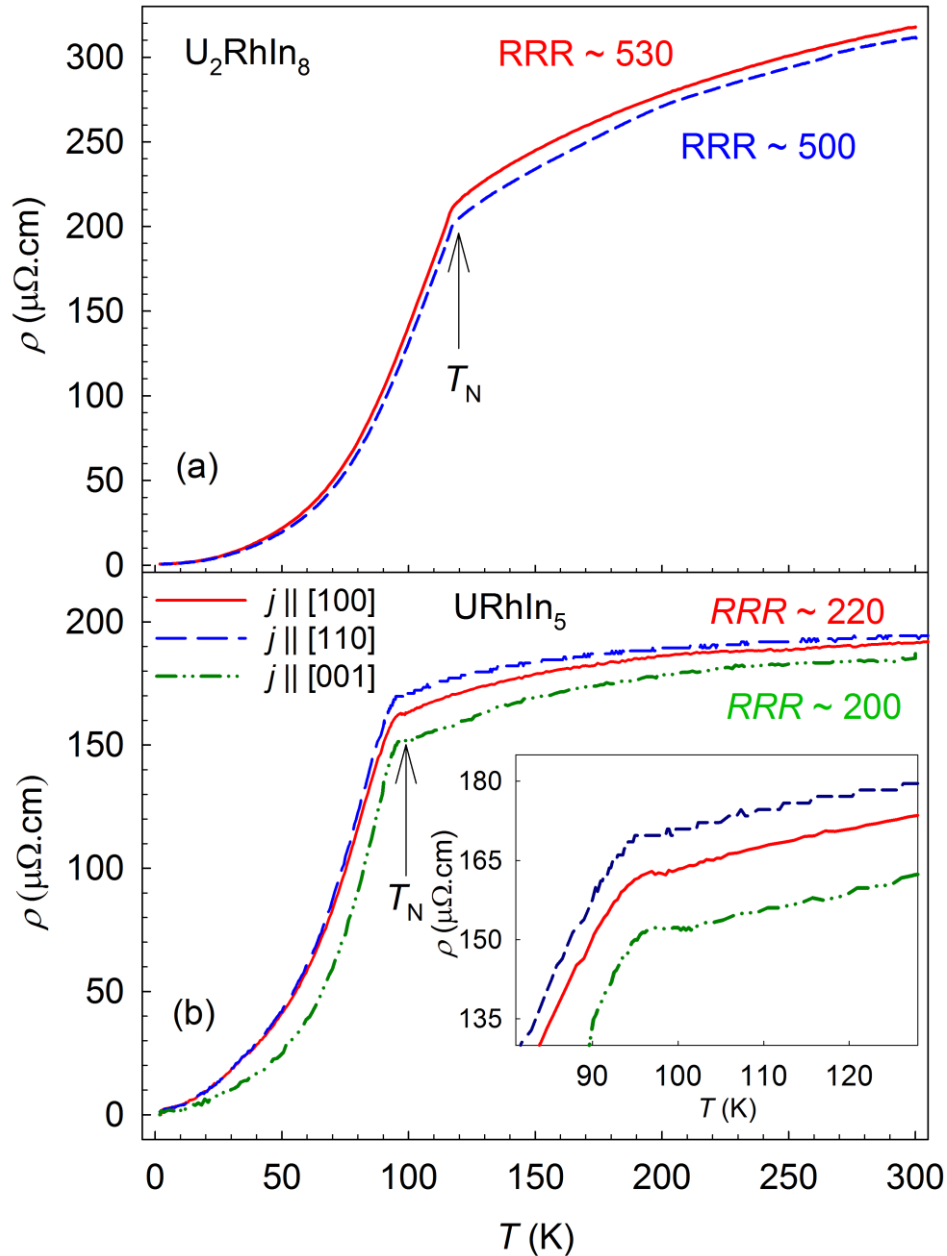 U₂RhIn₈
RRR ~ 530
RRR ~ 500
T_N
(a)
ρ (μΩ.cm)
300
250
200
150
100
50
0
j || [100]
j || [110]
j || [001]
URhIn₅
RRR ~ 220
RRR ~ 200
T_N
(b)
ρ (μΩ.cm)
200
150
100
50
0
180
165
150
135
ρ (μΩ.cm)
90 100 110 120
T (K)
0 50 100 150 200 250 300
T (K)